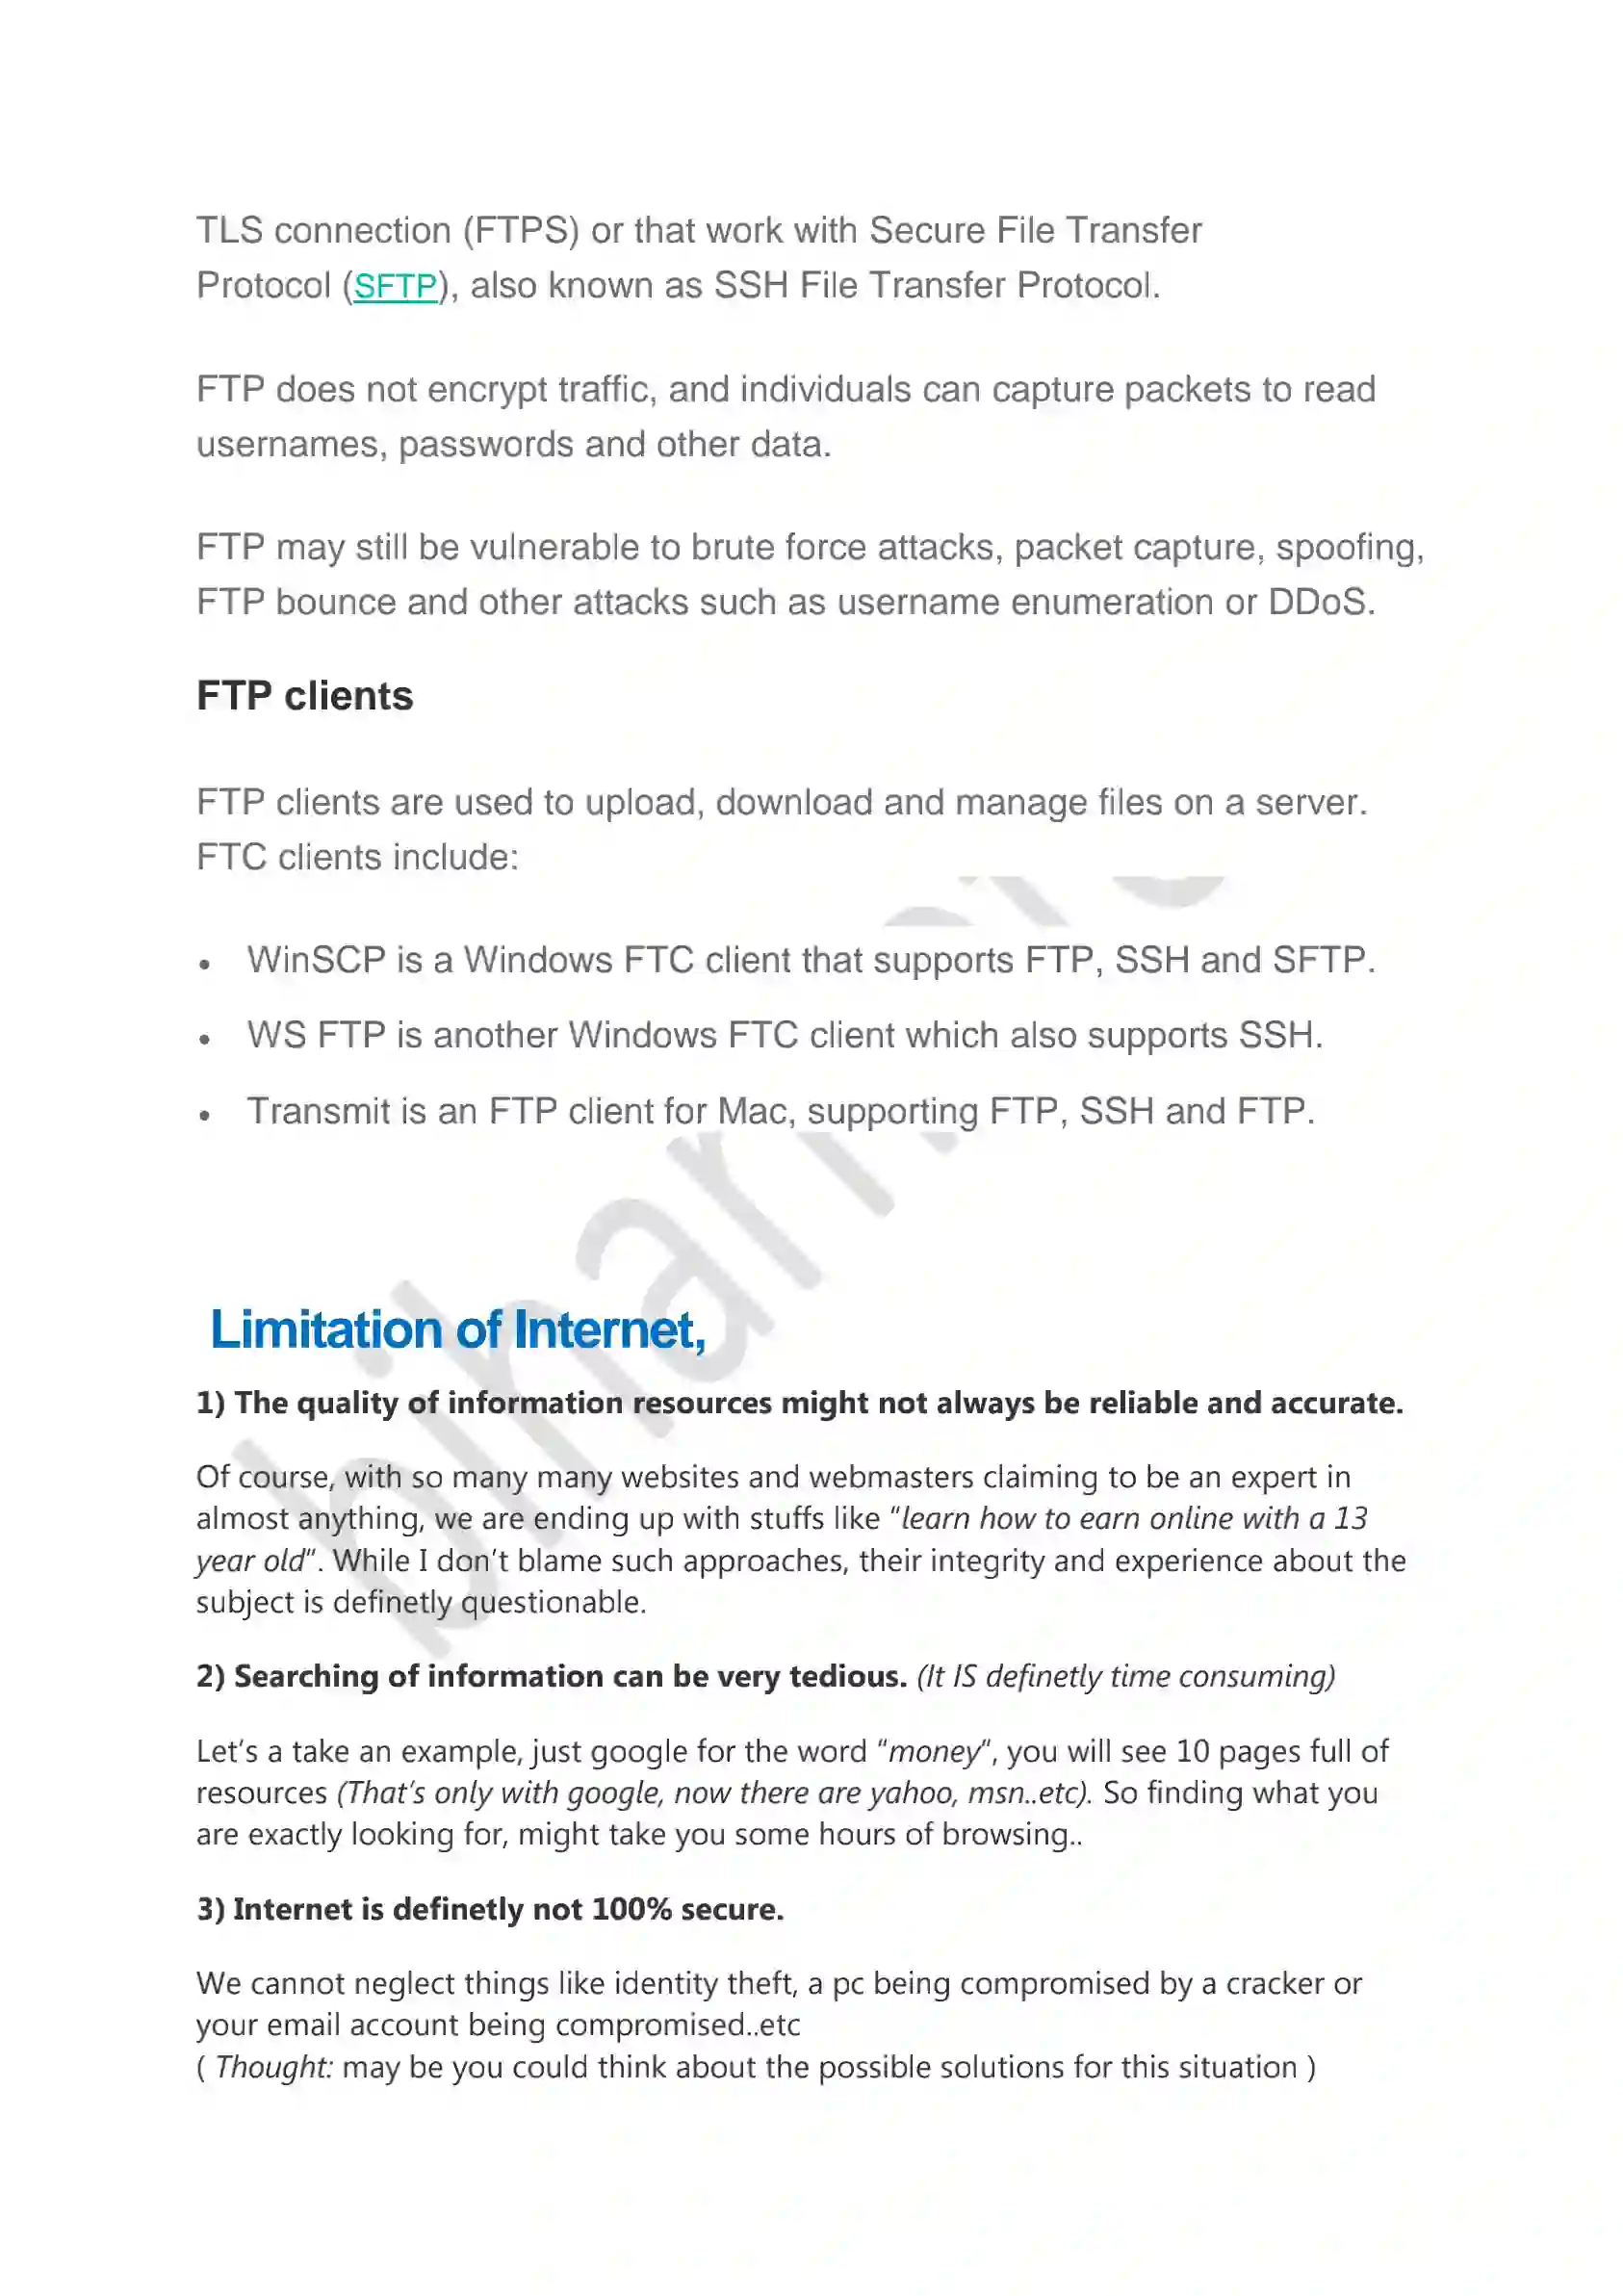 TLS connection (FTPS) or that work with Secure File Transfer
Protocol (SFTP), also known as SSH File Transfer Protocol.
FTP does not encrypt traffic, and individuals can capture packets to read
usernames, passwords and other data.
FTP may still be vulnerable to brute force attacks, packet capture, spoofing,
FTP bounce and other attacks such as username enumeration or DDoS.
FTP clients
FTP clients are used to upload, download and manage files on a server.
FTC clients include:
• WinSCP is a Windows FTC client that supports FTP, SSH and SFTP.
• WS FTP is another Windows FTC client which also supports SSH.
• Transmit is an FTP client for Mac, supporting FTP, SSH and FTP.
Limitation of Internet,
1) The quality of information resources might not always be reliable and accurate.
Of course, with so many many websites and webmasters claiming to be an expert in
almost anything, we are ending up with stuffs like "learn how to earn online with a 13
year old". While I don't blame such approaches, their integrity and experience about the
subject is definetly questionable.
2) Searching of information can be very tedious. (It IS definetly time consuming)
Let's a take an example, just google for the word "money", you will see 10 pages full of
resources (That's only with google, now there are yahoo, msn..etc). So finding what you
are exactly looking for, might take you some hours of browsing..
3) Internet is definetly not 100% secure.
We cannot neglect things like identity theft, a pc being compromised by a cracker or
your email account being compromised..etc
( Thought: may be you could think about the possible solutions for this situation )